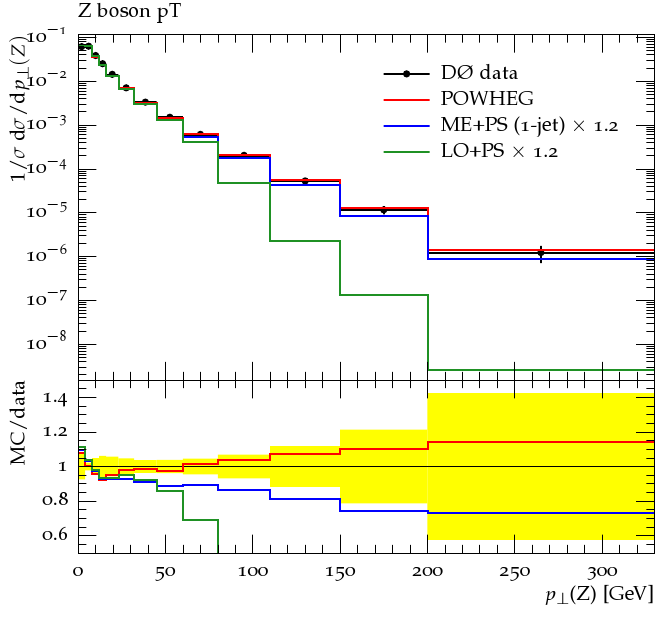 Z boson pT
1/σ dσ/dp⊥(Z)
10⁻¹
10⁻²
10⁻³
10⁻⁴
10⁻⁵
10⁻⁶
10⁻⁷
10⁻⁸
DØ data
POWHEG
ME+PS (1-jet) × 1.2
LO+PS × 1.2
MC/data
1.4
1.2
1
0.8
0.6
0 50 100 150 200 250 300
p⊥(Z) [GeV]